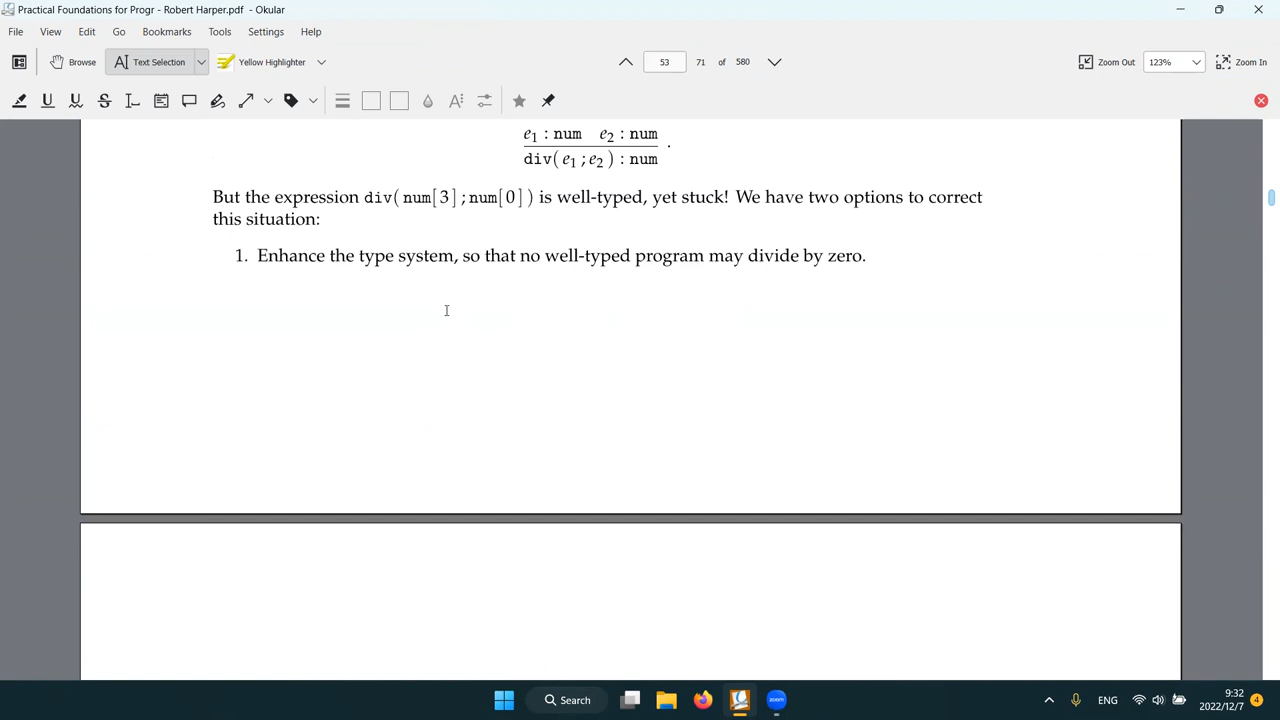 Practical Foundations for Progr - Robert Harper.pdf - Okular
File View Edit Go Bookmarks Tools Settings Help
Browse Text Selection Yellow Highlighter 53 71 of 580 Zoom Out 123% Zoom In
e1 : num e2 : num
div( e1 ; e2 ) : num .
But the expression div( num[ 3 ] ; num[ 0 ] ) is well-typed, yet stuck! We have two options to correct
this situation:
1. Enhance the type system, so that no well-typed program may divide by zero.
Search zoom ENG 9:32
2022/12/7 4